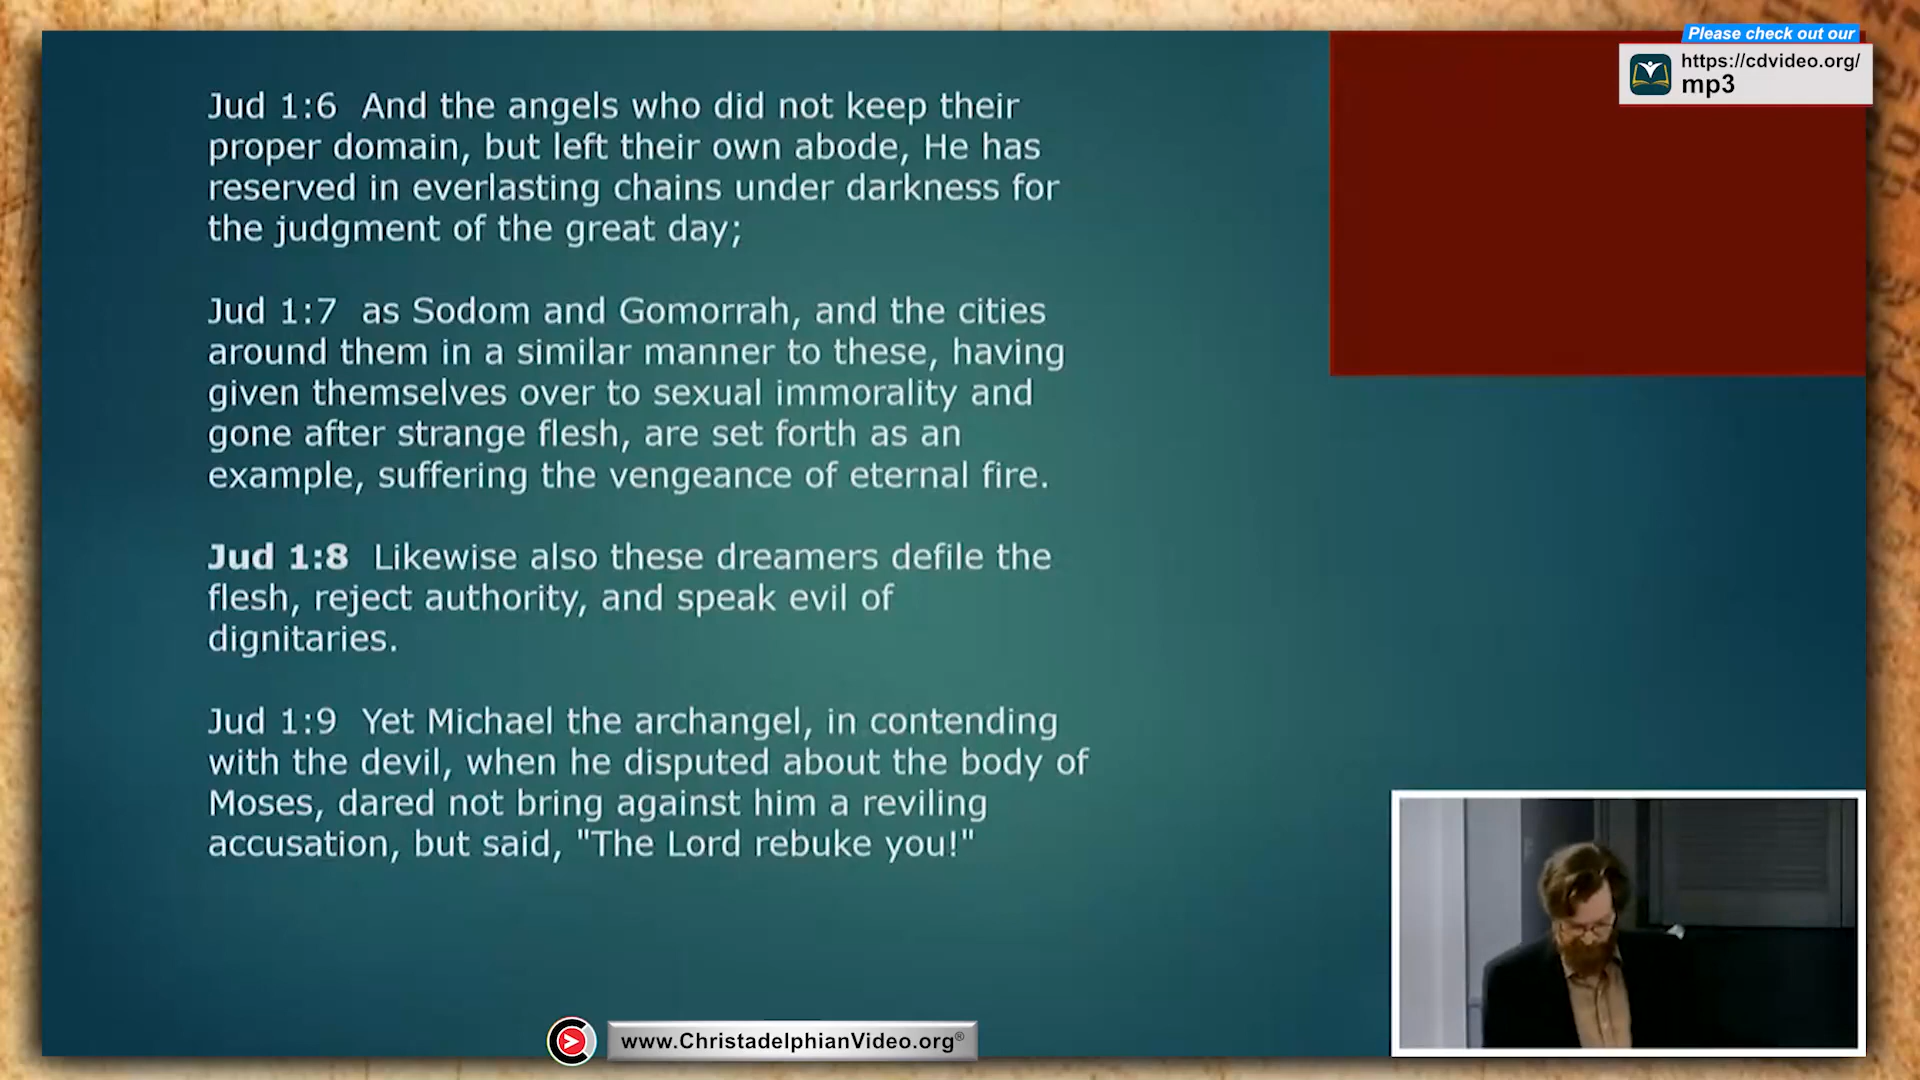 Please check out our
https://cdvideo.org/
mp3
Jud 1:6  And the angels who did not keep their
proper domain, but left their own abode, He has
reserved in everlasting chains under darkness for
the judgment of the great day;
Jud 1:7  as Sodom and Gomorrah, and the cities
around them in a similar manner to these, having
given themselves over to sexual immorality and
gone after strange flesh, are set forth as an
example, suffering the vengeance of eternal fire.
Jud 1:8  Likewise also these dreamers defile the
flesh, reject authority, and speak evil of
dignitaries.
Jud 1:9  Yet Michael the archangel, in contending
with the devil, when he disputed about the body of
Moses, dared not bring against him a reviling
accusation, but said, "The Lord rebuke you!"
www.ChristadelphianVideo.org®